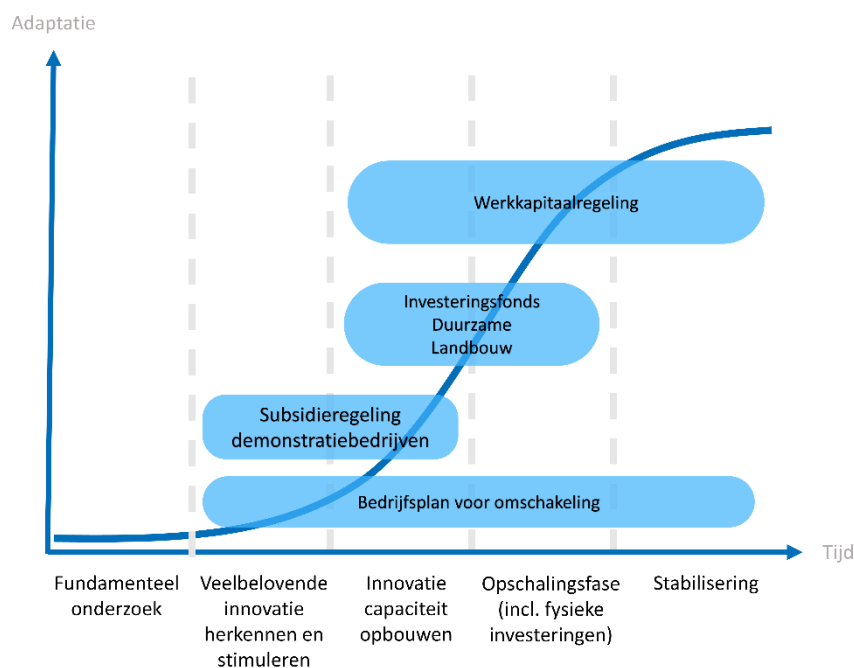 Adaptatie
Werkkapitaalregeling
Investeringsfonds
Duurzame
Landbouw
Subsidieregeling
demonstratiebedrijven
Bedrijfsplan voor omschakeling
Tijd
Fundamenteel
onderzoek
Veelbelovende
innovatie
herkennen en
stimuleren
Innovatie
capaciteit
opbouwen
Opschalingsfase
(incl. fysieke
investeringen)
Stabilisering